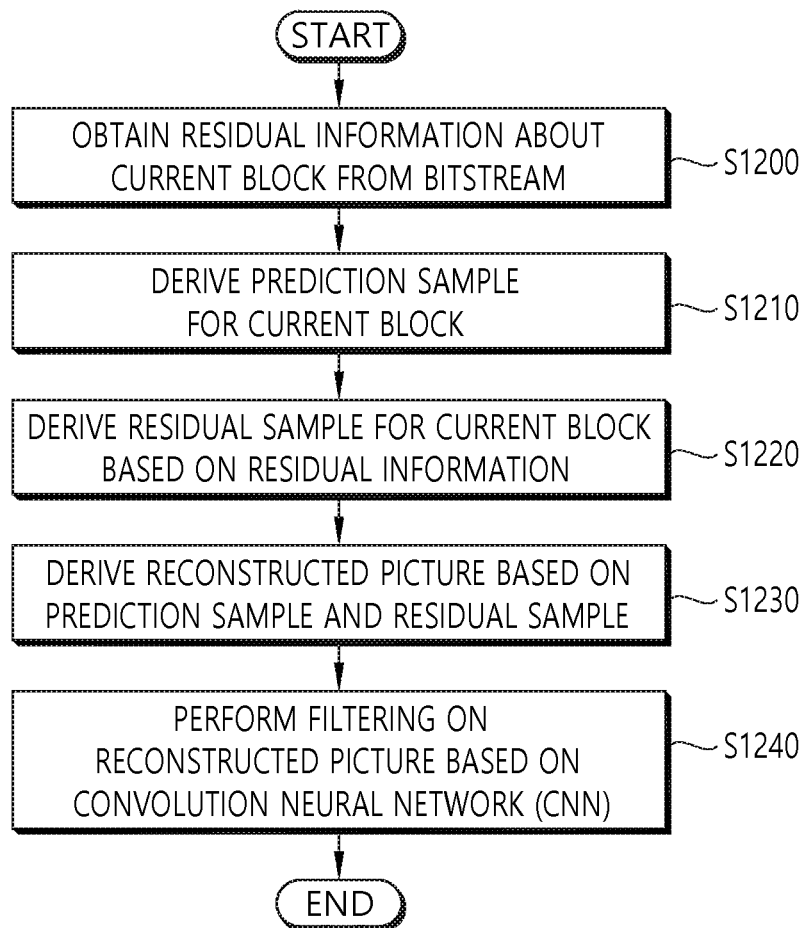 START
OBTAIN RESIDUAL INFORMATION ABOUT
CURRENT BLOCK FROM BITSTREAM
S1200
DERIVE PREDICTION SAMPLE
FOR CURRENT BLOCK
S1210
DERIVE RESIDUAL SAMPLE FOR CURRENT BLOCK
BASED ON RESIDUAL INFORMATION
S1220
DERIVE RECONSTRUCTED PICTURE BASED ON
PREDICTION SAMPLE AND RESIDUAL SAMPLE
S1230
PERFORM FILTERING ON
RECONSTRUCTED PICTURE BASED ON
CONVOLUTION NEURAL NETWORK (CNN)
S1240
END